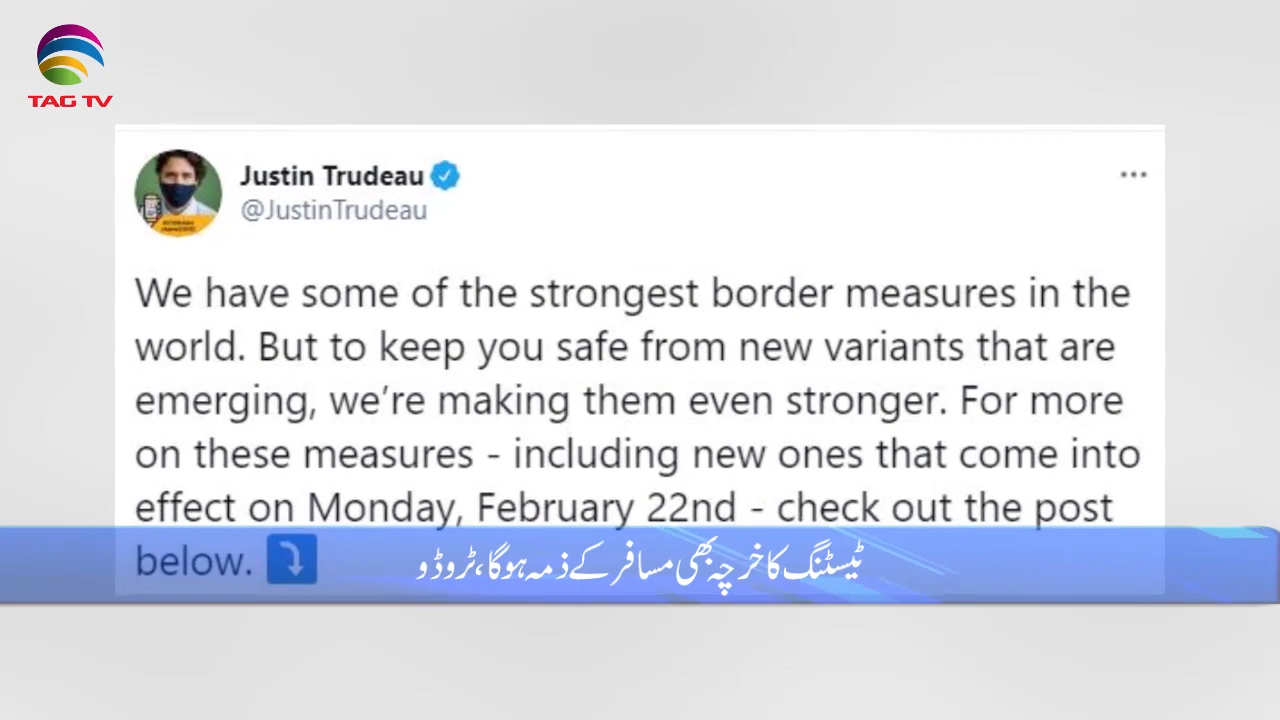 TAG TV
Justin Trudeau
@JustinTrudeau
We have some of the strongest border measures in the
world. But to keep you safe from new variants that are
emerging, we’re making them even stronger. For more
on these measures - including new ones that come into
effect on Monday, February 22nd - check out the post
below.
ٹیسٹنگ کا خرچہ بھی مسافر کے ذمہ ہوگا، ٹروڈو